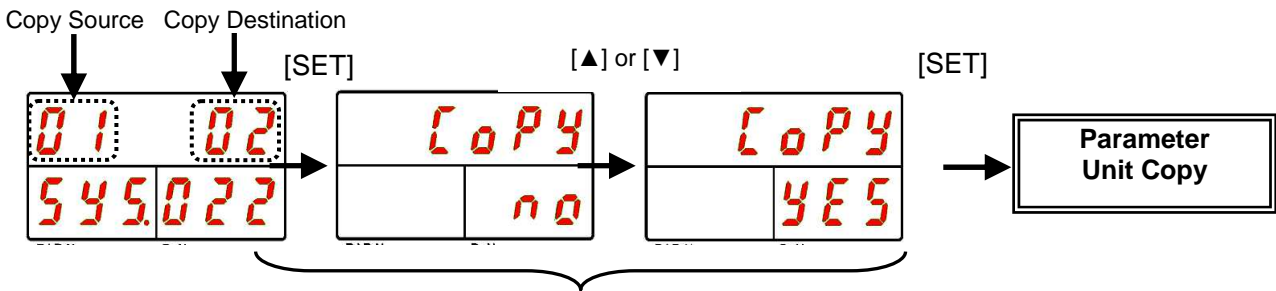 Copy Source Copy Destination
[SET] [▲] or [▼] [SET]
01 02
SYS.022
CoPY
no
CoPY
YES
Parameter
Unit Copy